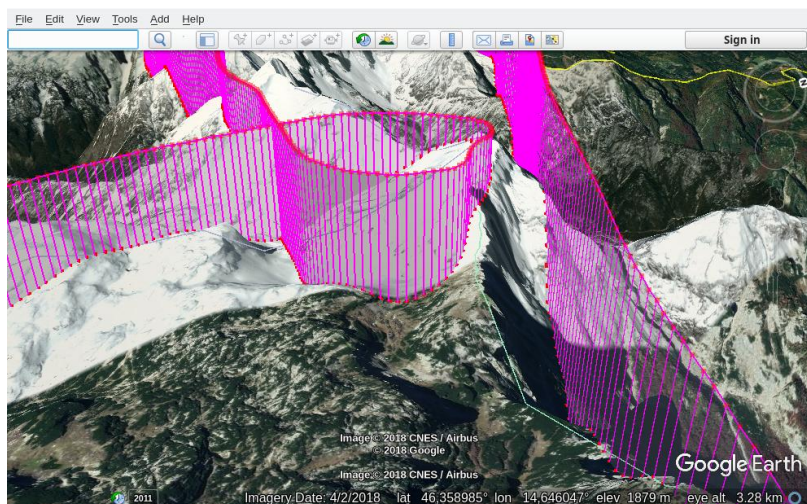 File Edit View Tools Add Help
Sign in
Image © 2018 CNES / Airbus
© 2018 Google
Image © 2018 CNES / Airbus
Google Earth
2011 Imagery Date: 4/2/2018 lat 46.358985° lon 14.646047° elev 1879 m eye alt 3.28 km